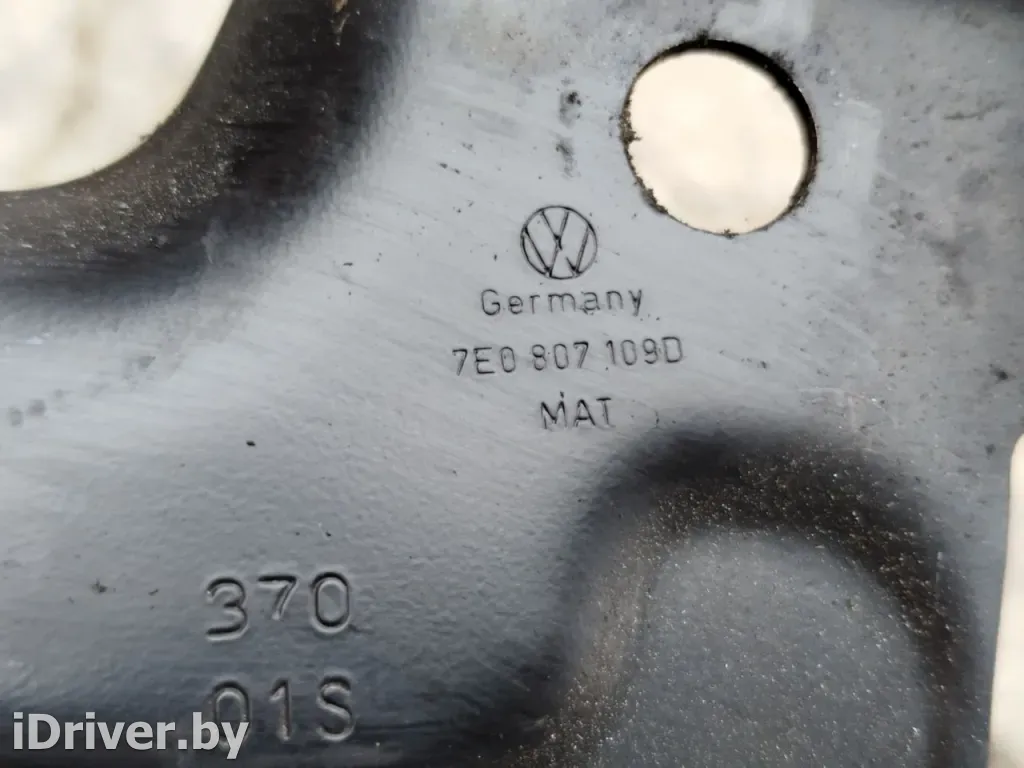 Germany
7E0 807 109D
MAT
370
01S
iDriver.by